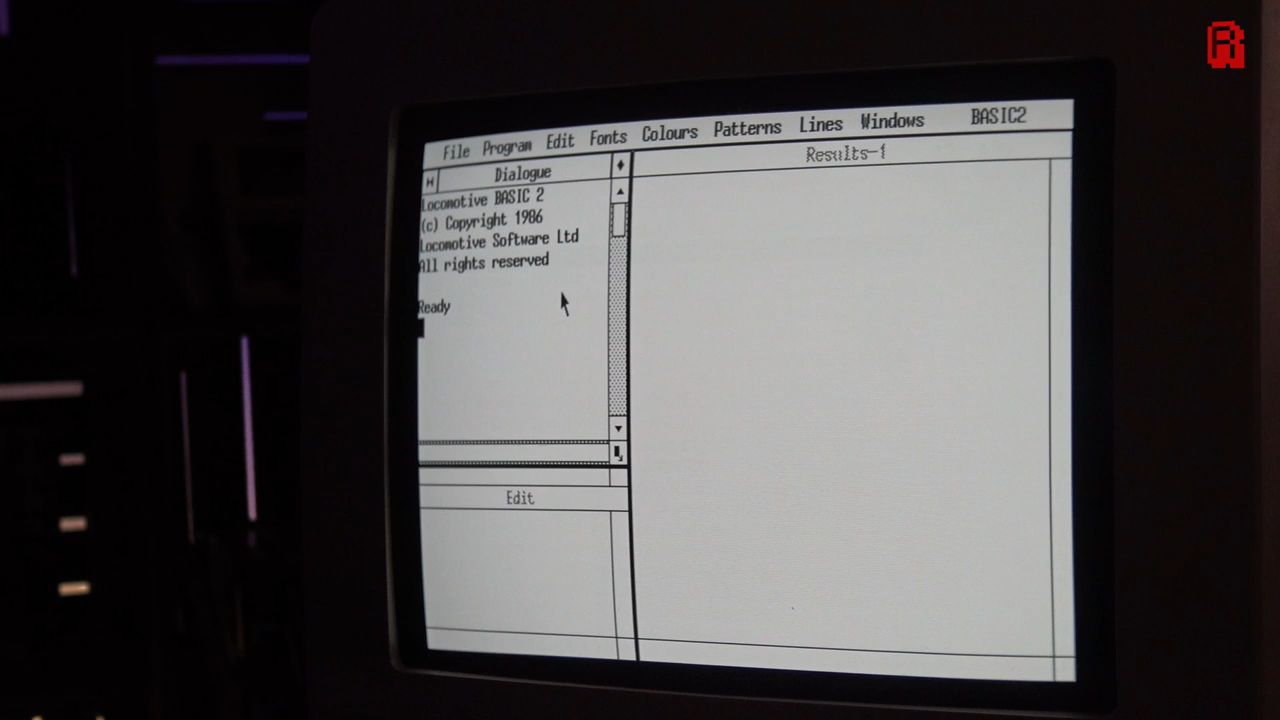 File Program Edit Fonts Colours Patterns Lines Windows BASIC2
Dialogue
Results-1
Locomotive BASIC 2
(c) Copyright 1986
Locomotive Software Ltd
All rights reserved
Ready
Edit